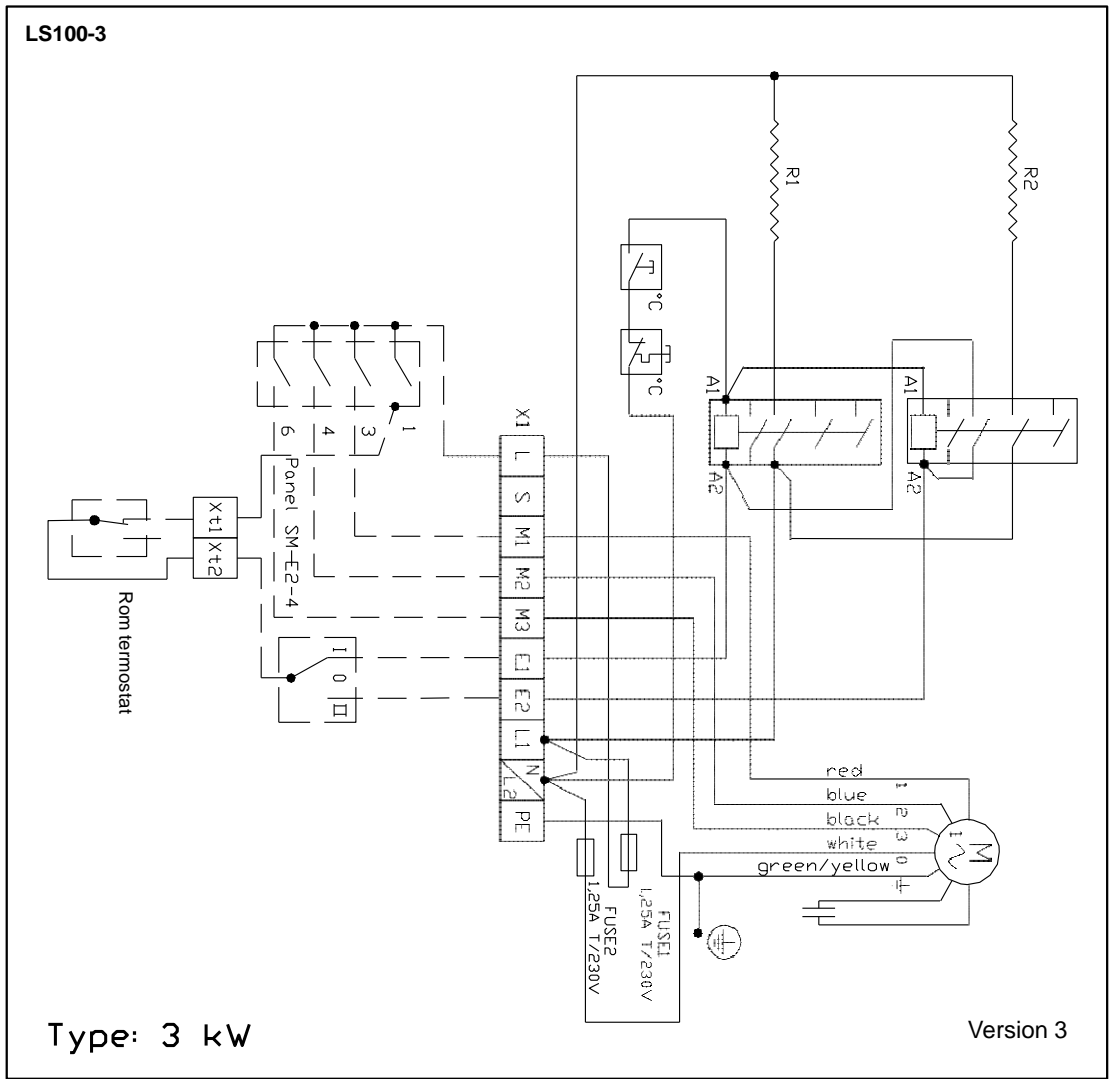 LS100-3
R1
R2
°C
°C
A1
A2
A1
A2
X1
L
S
M1
M2
M3
E1
E2
L1
N
L2
PE
6
4
3
1
Panel SM-E2-4
Xt1
Xt2
Rom termostat
I
0
II
red
blue
black
white
green/yellow
1
2
3
0
M
1
FUSE1
1,25A T/230V
FUSE2
1,25A T/230V
Type: 3 kW
Version 3